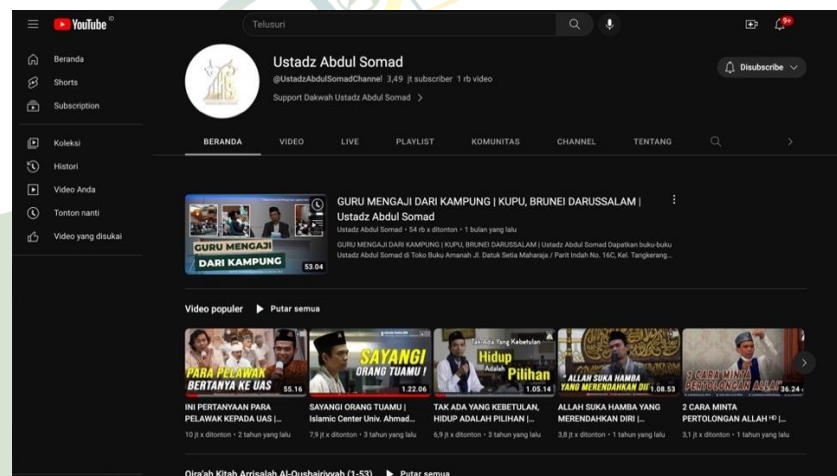 YouTube ID
Telusuri
9+
Beranda
Shorts
Subscription
Koleksi
Histori
Video Anda
Tonton nanti
Video yang disukai
Ustadz Abdul Somad
@UstadzAbdulSomadChannel 3,49 jt subscriber 1 rb video
Support Dakwah Ustadz Abdul Somad
Disubscribe
BERANDA VIDEO LIVE PLAYLIST KOMUNITAS CHANNEL TENTANG
GURU MENGAJI
DARI KAMPUNG
53.04
GURU MENGAJI DARI KAMPUNG | KUPU, BRUNEI DARUSSALAM |
Ustadz Abdul Somad
Ustadz Abdul Somad • 54 rb x ditonton • 1 bulan yang lalu
GURU MENGAJI DARI KAMPUNG | KUPU, BRUNEI DARUSSALAM | Ustadz Abdul Somad Dapatkan buku-buku
Ustadz Abdul Somad di Toko Buku Amanah Jl. Datuk Setia Maharaja / Parit Indah No. 16C, Kel. Tangkerang...
Video populer Putar semua
PARA PELAWAK
BERTANYA KE UAS
55.16
INI PERTANYAAN PARA
PELAWAK KEPADA UAS |...
10 jt x ditonton • 2 tahun yang lalu
SAYANGI
ORANG TUAMU !
1.22.06
SAYANGI ORANG TUAMU |
Islamic Center Univ. Ahmad...
7,9 jt x ditonton • 3 tahun yang lalu
Tak Ada Yang Kebetulan,
Hidup
Adalah Pilihan
1.05.14
TAK ADA YANG KEBETULAN,
HIDUP ADALAH PILIHAN |...
6,9 jt x ditonton • 3 tahun yang lalu
" ALLAH SUKA HAMBA
YANG MERENDAHKAN DIRI
1.08.53
ALLAH SUKA HAMBA YANG
MERENDAHKAN DIRI |...
3,8 jt x ditonton • 1 tahun yang lalu
2 CARA MINTA
PERTOLONGAN ALLAH
36.24
2 CARA MINTA
PERTOLONGAN ALLAH HD |...
3,1 jt x ditonton • 1 tahun yang lalu
Qira'ah Kitab Arrisalah Al-Qushairiyyah (1-53) Putar semua